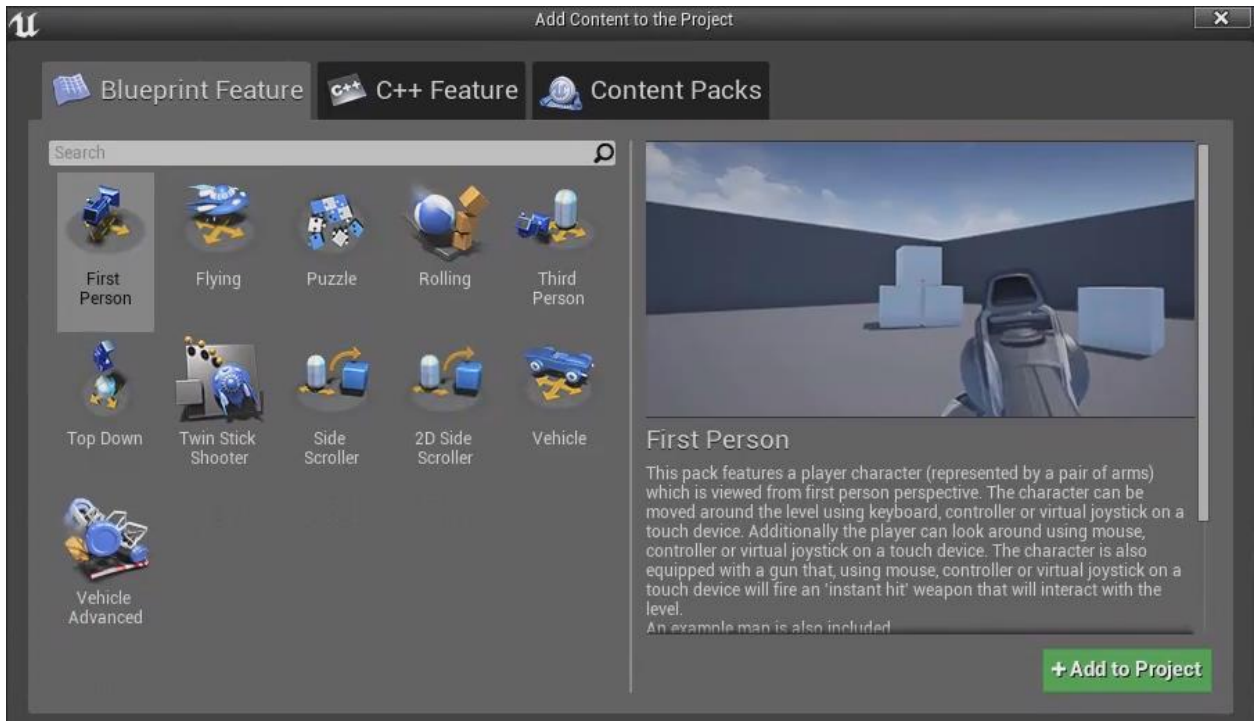 Add Content to the Project
Blueprint Feature
C++ Feature
Content Packs
Search
First
Person
Flying
Puzzle
Rolling
Third
Person
Top Down
Twin Stick
Shooter
Side
Scroller
2D Side
Scroller
Vehicle
Vehicle
Advanced
First Person
This pack features a player character (represented by a pair of arms)
which is viewed from first person perspective. The character can be
moved around the level using keyboard, controller or virtual joystick on a
touch device. Additionally the player can look around using mouse,
controller or virtual joystick on a touch device. The character is also
equipped with a gun that, using mouse, controller or virtual joystick on a
touch device will fire an 'instant hit' weapon that will interact with the
level.
An example map is also included
+ Add to Project